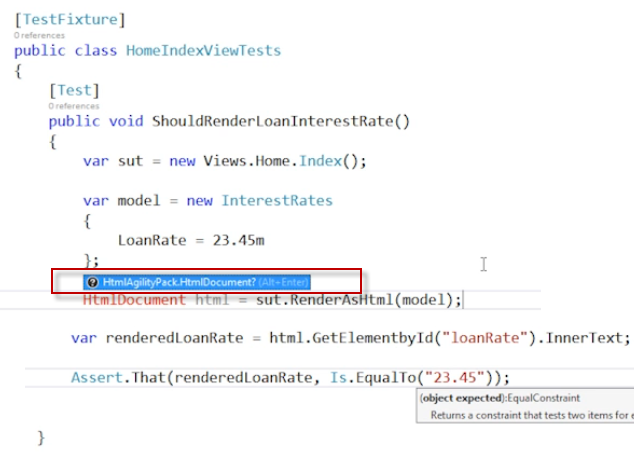 [TestFixture]
0 references
public class HomeIndexViewTests
{
[Test]
0 references
public void ShouldRenderLoanInterestRate()
{
var sut = new Views.Home.Index();
var model = new InterestRates
{
LoanRate = 23.45m
};
HtmlAgilityPack.HtmlDocument? (Alt+Enter)
HtmlDocument html = sut.RenderAsHtml(model);
var renderedLoanRate = html.GetElementbyId("loanRate").InnerText;
Assert.That(renderedLoanRate, Is.EqualTo("23.45"));
(object expected):EqualConstraint
Returns a constraint that tests two items for
}